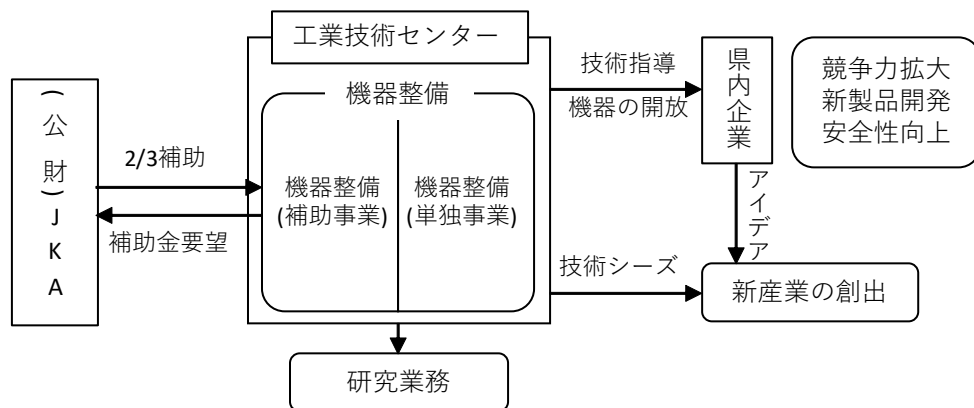 工業技術センター
(公財)JKA
2/3補助
補助金要望
機器整備
機器整備
(補助事業)
機器整備
(単独事業)
技術指導
機器の開放
県内企業
競争力拡大
新製品開発
安全性向上
アイデア
技術シーズ
新産業の創出
研究業務